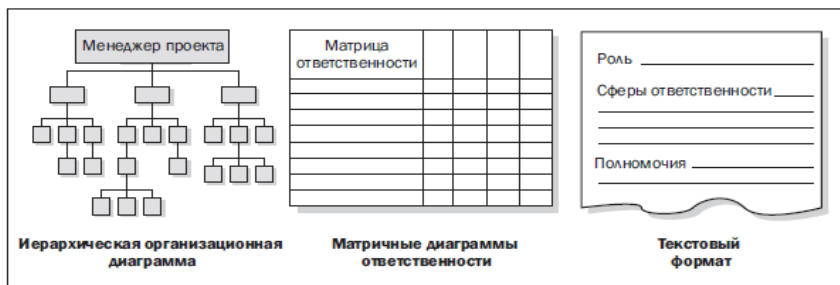 Менеджер проекта
Матрица
ответственности
Роль
Сферы ответственности
Полномочия
Иерархическая организационная
диаграмма
Матричные диаграммы
ответственности
Текстовый
формат